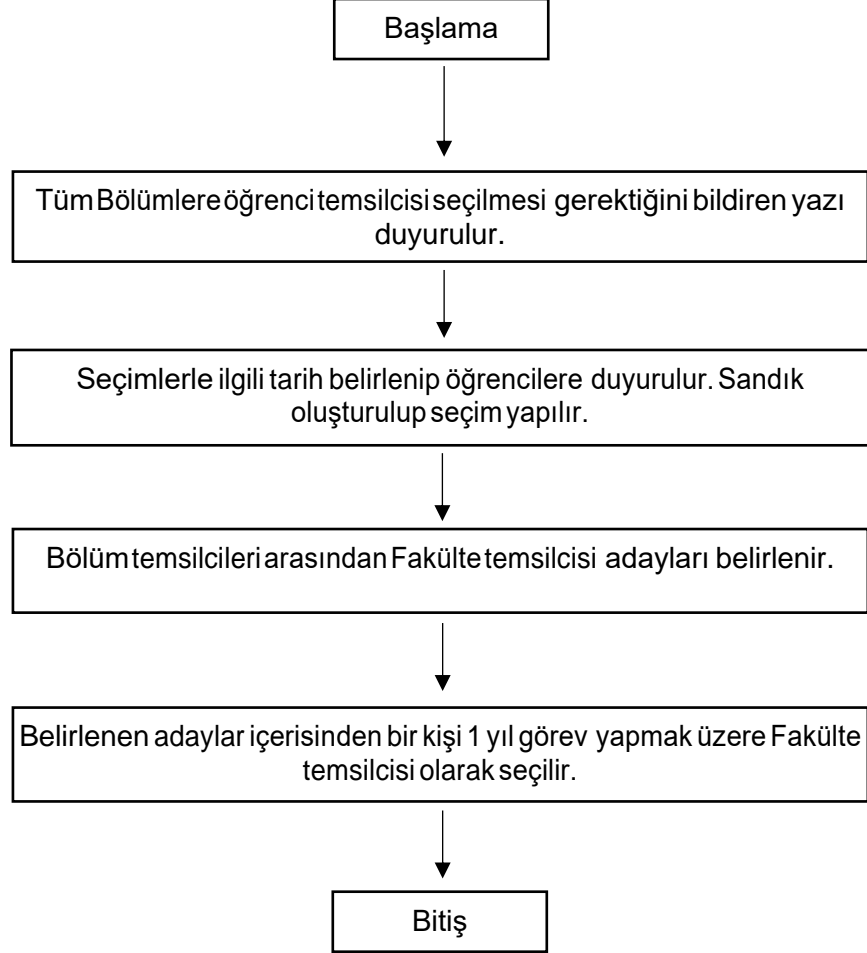 Başlama
Tüm Bölümlere öğrenci temsilcisi seçilmesi gerektiğini bildiren yazı
duyurulur.
Seçimlerle ilgili tarih belirlenip öğrencilere duyurulur. Sandık
oluşturulup seçim yapılır.
Bölüm temsilcileri arasından Fakülte temsilcisi adayları belirlenir.
Belirlenen adaylar içerisinden bir kişi 1 yıl görev yapmak üzere Fakülte
temsilcisi olarak seçilir.
Bitiş